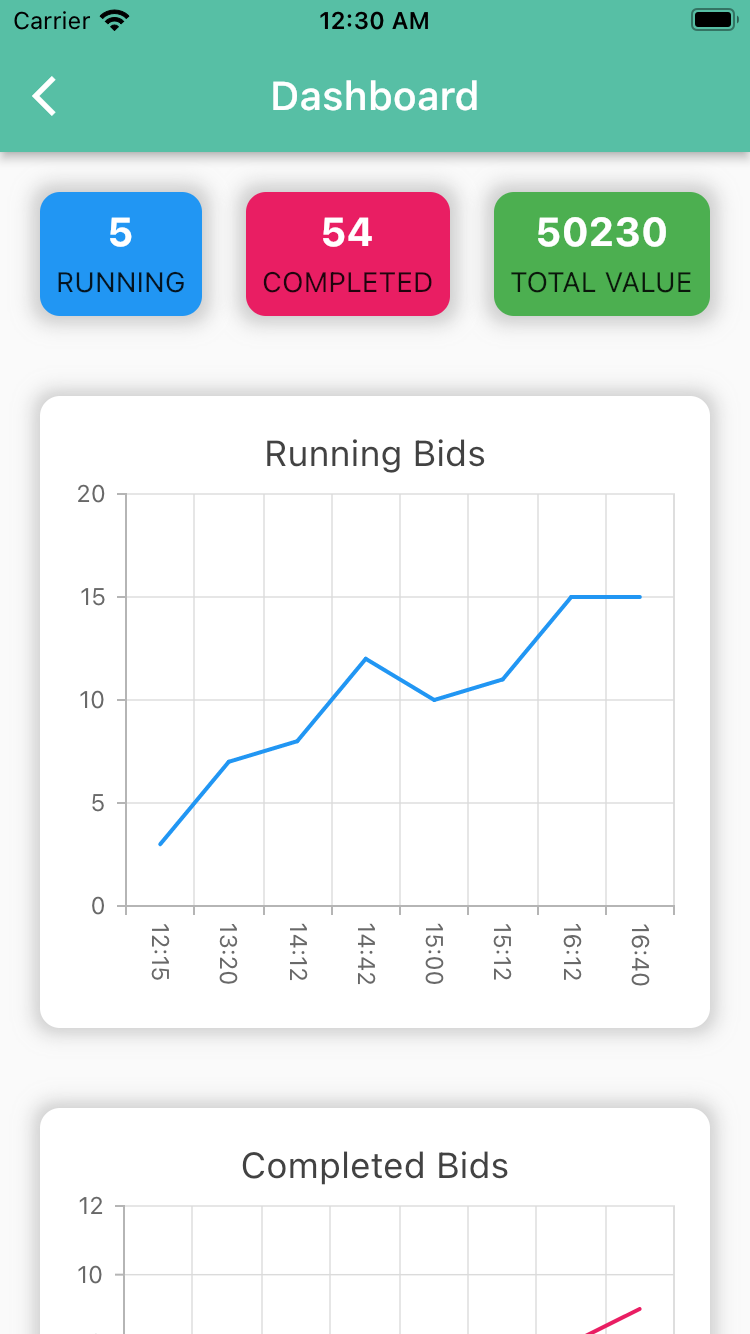 Carrier 12:30 AM
Dashboard
5 54 50230
RUNNING COMPLETED TOTAL VALUE
Running Bids
20
15
10
5
0
12:15 13:20 14:12 14:42 15:00 15:12 16:12 16:40
Completed Bids
12
10